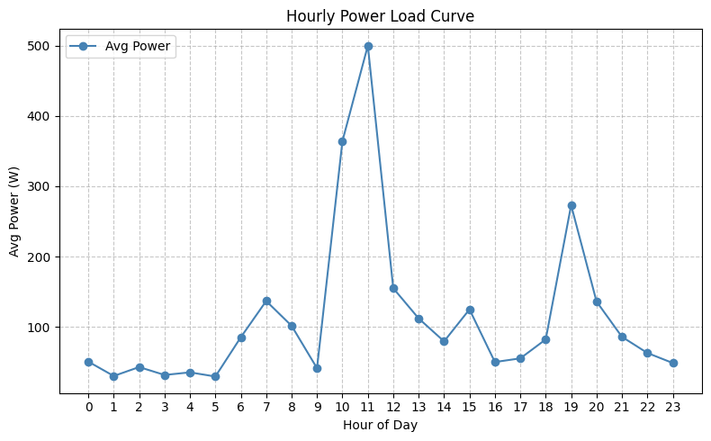 Hourly Power Load Curve
Avg Power
500
400
300
200
100
Avg Power (W)
0 1 2 3 4 5 6 7 8 9 10 11 12 13 14 15 16 17 18 19 20 21 22 23
Hour of Day